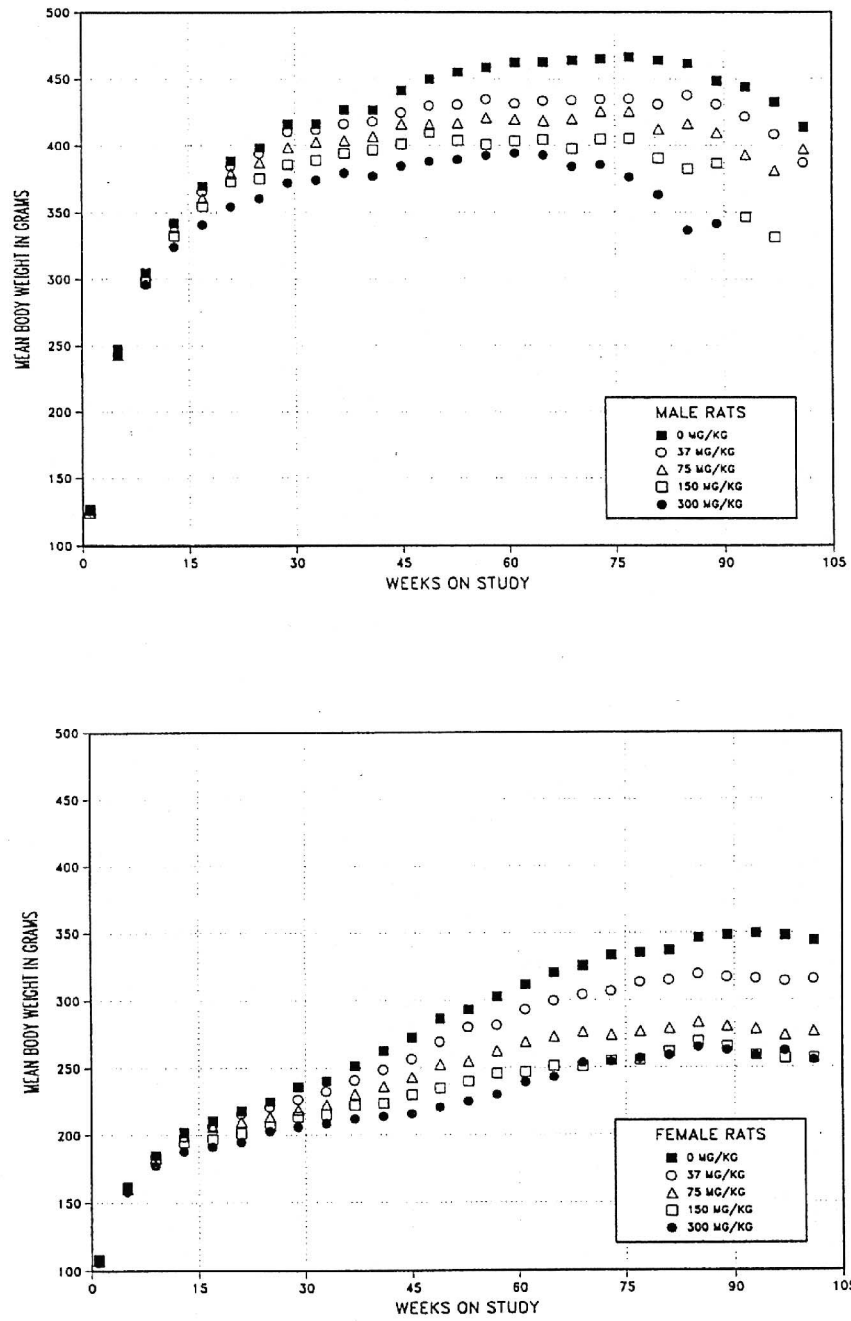 500
450
400
350
300
250
200
150
100
MEAN BODY WEIGHT IN GRAMS
MALE RATS
0 MG/KG
37 MG/KG
75 MG/KG
150 MG/KG
300 MG/KG
0 15 30 45 60 75 90 105
WEEKS ON STUDY
500
450
400
350
300
250
200
150
100
MEAN BODY WEIGHT IN GRAMS
FEMALE RATS
0 MG/KG
37 MG/KG
75 MG/KG
150 MG/KG
300 MG/KG
0 15 30 45 60 75 90 105
WEEKS ON STUDY